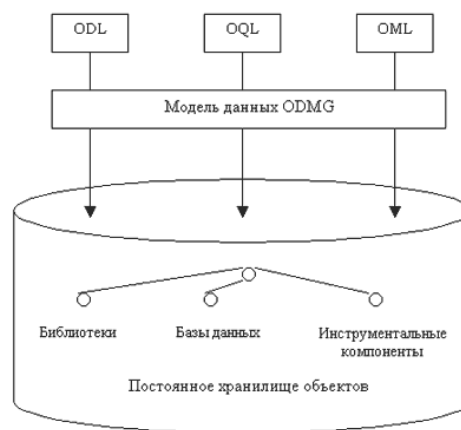 ODL OQL OML
Модель данных ODMG
Библиотеки Базы данных Инструментальные
компоненты
Постоянное хранилище объектов